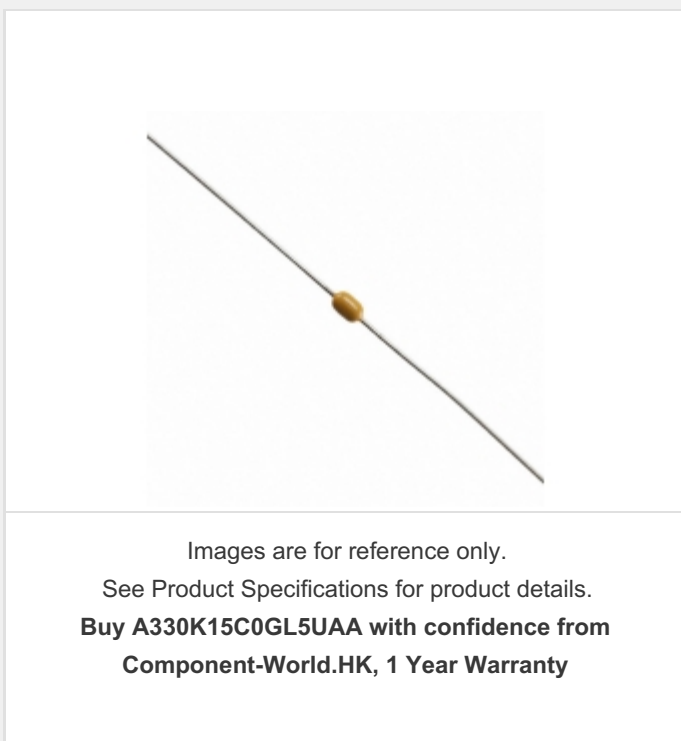 Images are for reference only.
See Product Specifications for product details.
Buy A330K15C0GL5UAA with confidence from
Component-World.HK, 1 Year Warranty